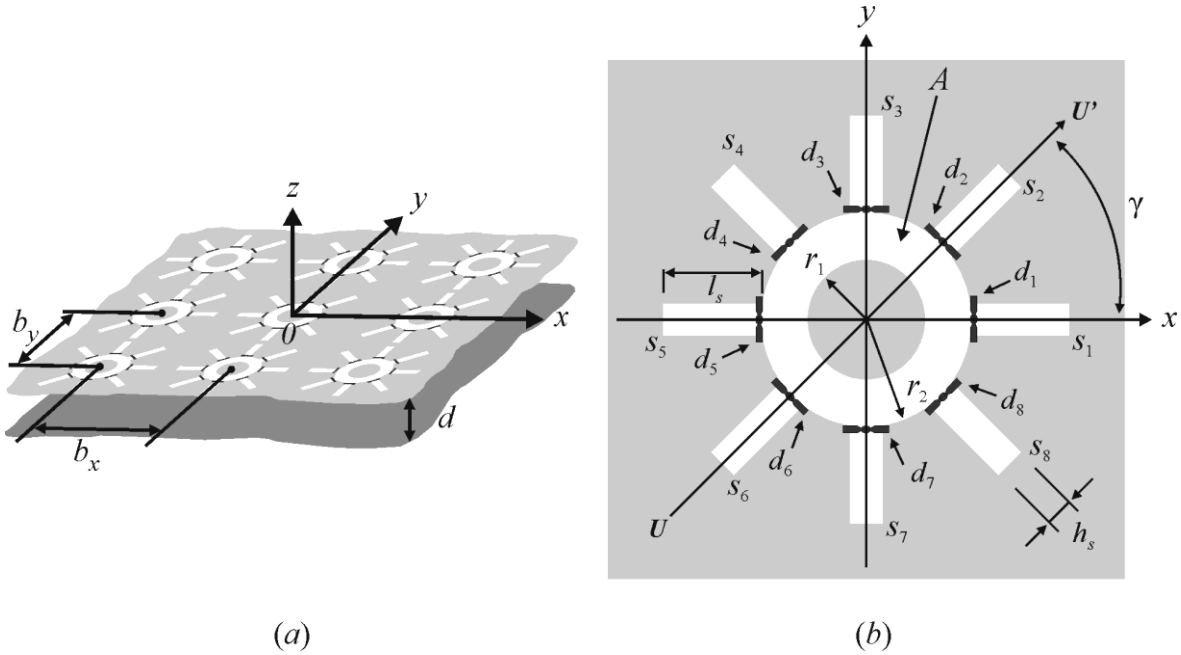 z
y
x
0
b_y
b_x
d
(a)
y
A
s_3
U'
s_4
d_3
d_2
s_2
γ
d_4
r_1
d_1
l_s
x
s_5
d_5
s_1
r_2
d_8
d_6
d_7
s_6
s_8
U
s_7
h_s
(b)